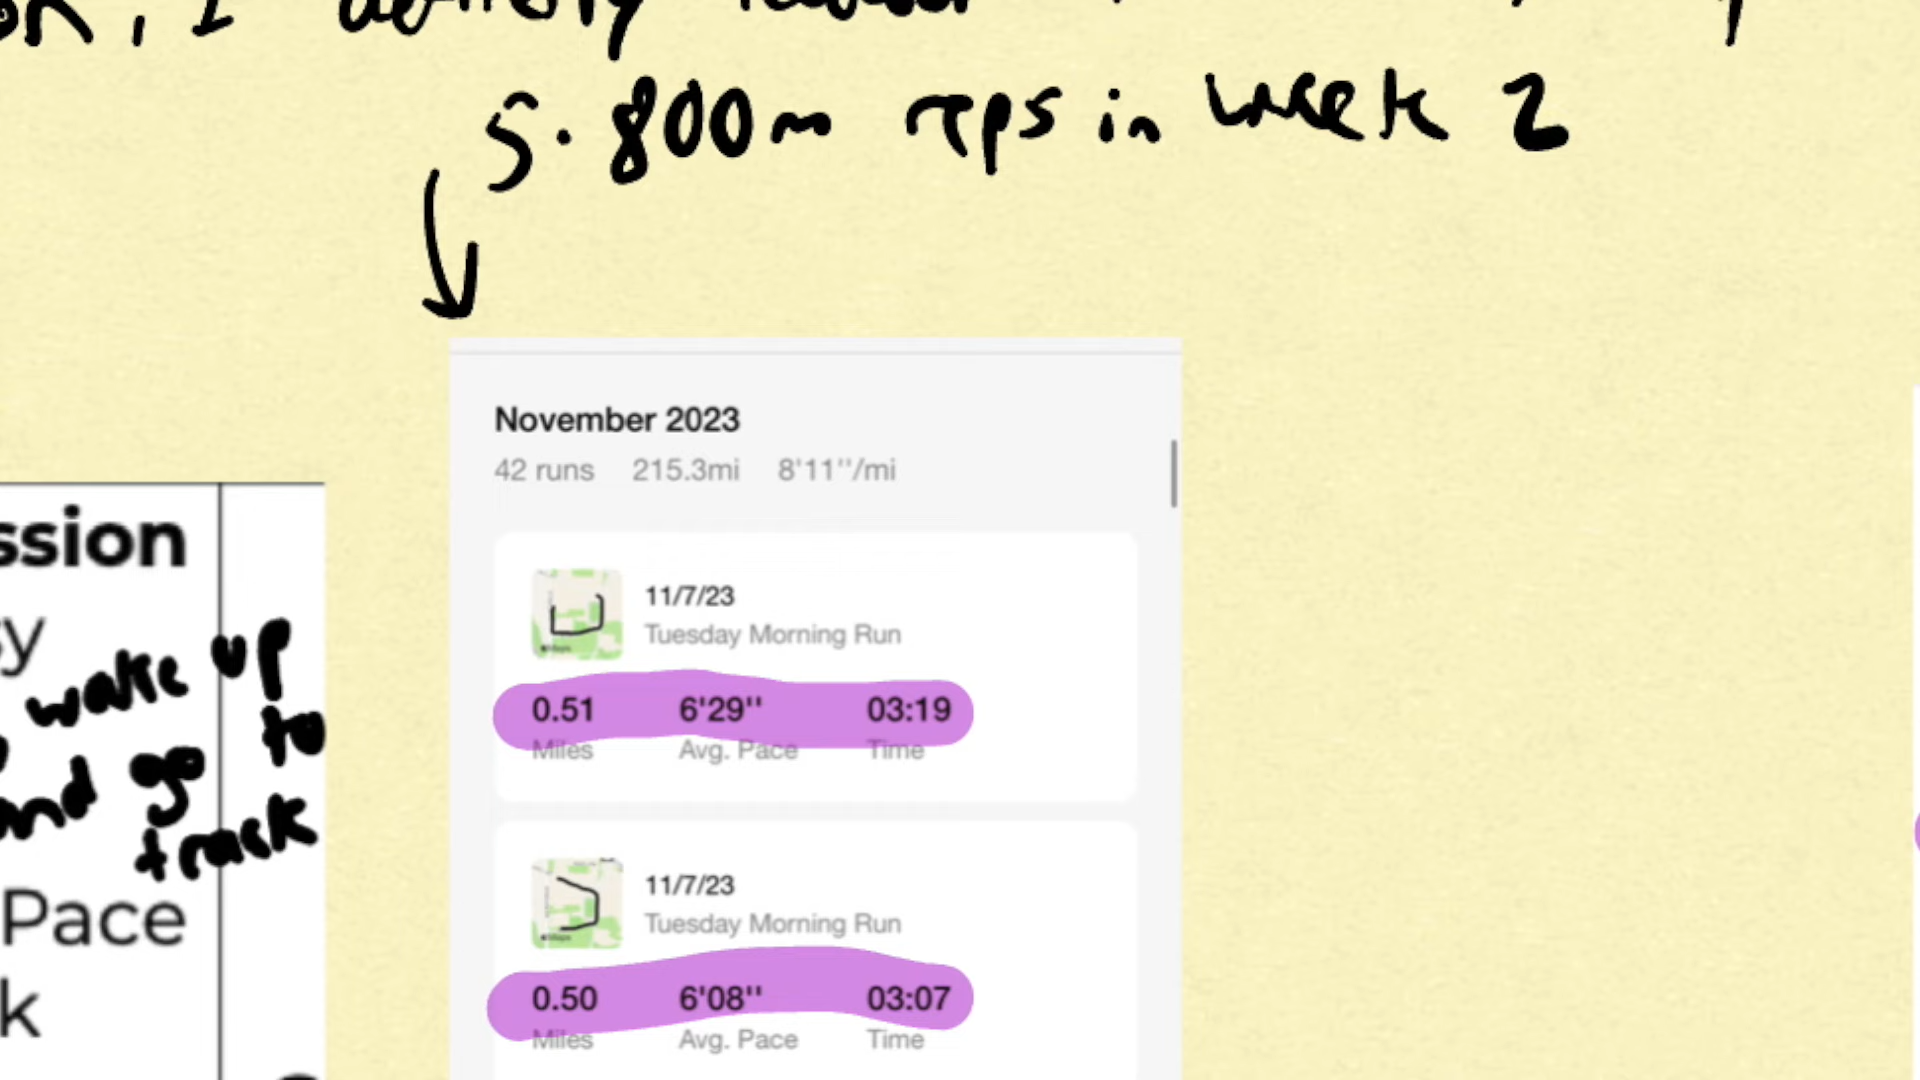 I
5. 800m reps in week 2
November 2023
42 runs 215.3mi 8'11''/mi
11/7/23
Tuesday Morning Run
0.51 6'29'' 03:19
Miles Avg. Pace Time
11/7/23
Tuesday Morning Run
0.50 6'08'' 03:07
Miles Avg. Pace Time
ssion
y
wake up
and go to
track
Pace
k